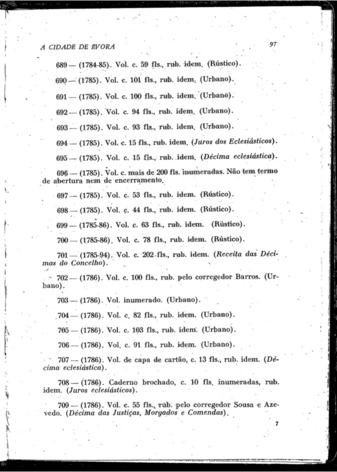 A CIDADE DE EVORA 97
689 — (1784-85). Vol. c. 59 fls., rub. idem. (Rústico).
690 — (1785). Vol. c. 101 fls., rub. idem. (Urbano).
691 — (1785). Vol. c. 100 fls., rub. idem. (Urbano).
692 — (1785). Vol. c. 94 fls., rub. idem. (Urbano).
693 — (1785). Vol. c. 93 fls., rub. idem. (Urbano).
694 — (1785). Vol. c. 15 fls., rub. idem. (Juros dos Eclesiásticos).
695 — (1785). Vol. c. 15 fls., rub. idem. (Décima eclesiástica).
696 — (1785). Vol. c. mais de 200 fls. inumeradas. Não tem termo
de abertura nem de encerramento.
697 — (1785). Vol. c. 53 fls., rub. idem. (Rústico).
698 — (1785). Vol. c. 44 fls., rub. idem. (Rústico).
699 — (1785-86). Vol. c. 63 fls., rub. idem. (Rústico).
700 — (1785-86). Vol. c. 78 fls., rub. idem. (Rústico).
701 — (1785-94). Vol. c. 202 fls., rub. idem. (Receita das Déci-
mas do Concelho).
702 — (1786). Vol. c. 100 fls., rub. pelo corregedor Barros. (Ur-
bano).
703 — (1786). Vol. inumerado. (Urbano).
704 — (1786). Vol. c. 82 fls., rub. idem. (Urbano).
705 — (1786). Vol. c. 103 fls., rub. idem. (Urbano).
706 — (1786). Vol. c. 91 fls., rub. idem. (Urbano).
707 — (1786). Vol. de capa de cartão, c. 13 fls., rub. idem. (Dé-
cima eclesiástica).
708 — (1786). Caderno brochado, c. 10 fls. inumeradas, rub.
idem. (Juros eclesiásticos).
709 — (1786). Vol. c. 55 fls., rub. pelo corregedor Sousa e Aze-
vedo. (Décima das Justiças, Morgados e Comendas).
7